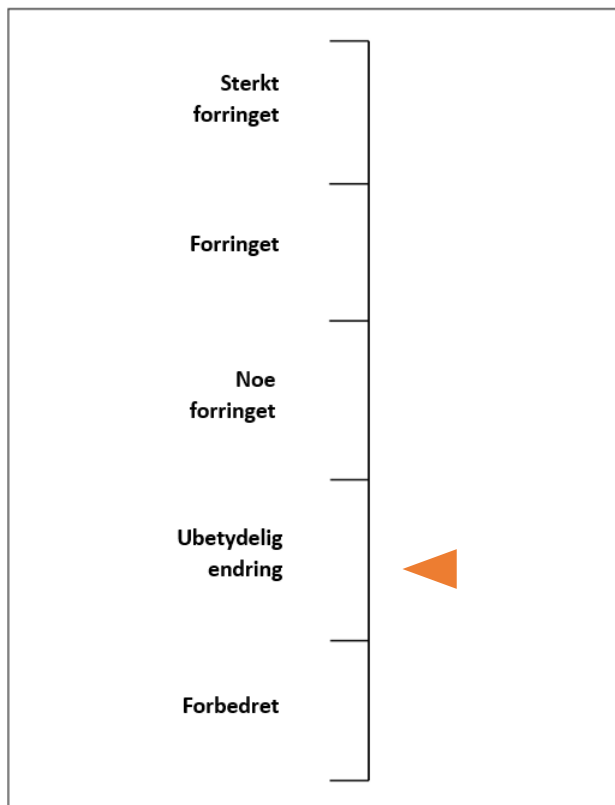 Sterkt
forringet
Forringet
Noe
forringet
Ubetydelig
endring
Forbedret